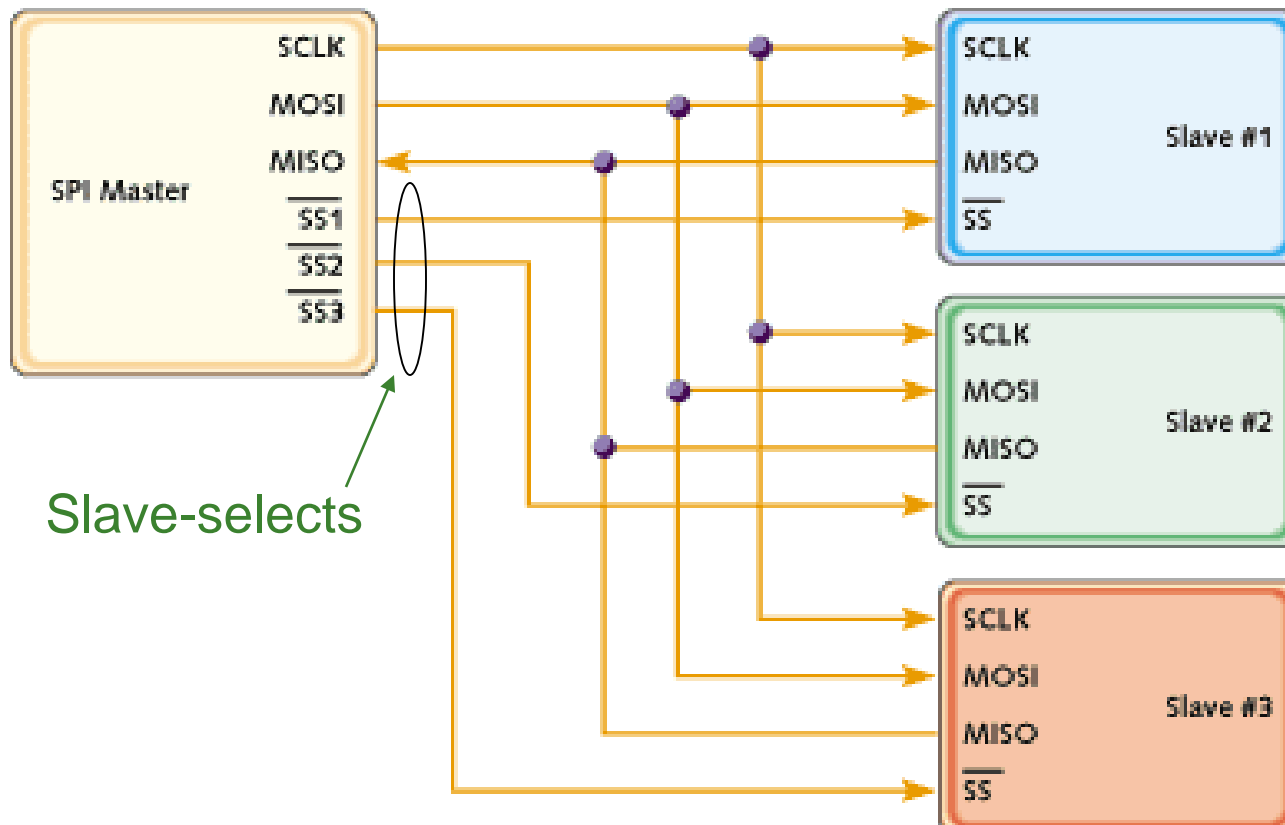 SPI Master
SCLK
MOSI
MISO
SS1
SS2
SS3
Slave-selects
SCLK
MOSI
MISO
SS
Slave #1
SCLK
MOSI
MISO
SS
Slave #2
SCLK
MOSI
MISO
SS
Slave #3